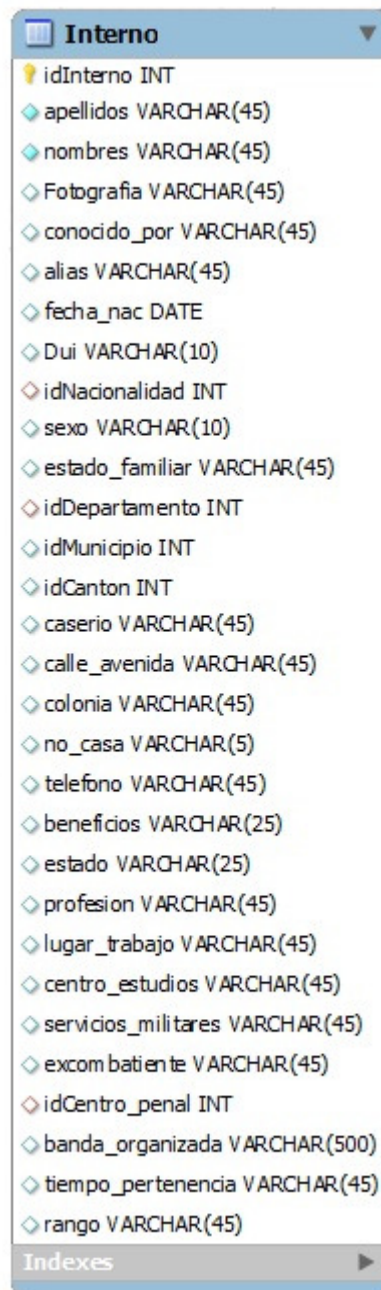 Interno
idInterno INT
apellidos VARCHAR(45)
nombres VARCHAR(45)
Fotografia VARCHAR(45)
conocido_por VARCHAR(45)
alias VARCHAR(45)
fecha_nac DATE
Dui VARCHAR(10)
idNacionalidad INT
sexo VARCHAR(10)
estado_familiar VARCHAR(45)
idDepartamento INT
idMunicipio INT
idCanton INT
caserio VARCHAR(45)
calle_avenida VARCHAR(45)
colonia VARCHAR(45)
no_casa VARCHAR(5)
telefono VARCHAR(45)
beneficios VARCHAR(25)
estado VARCHAR(25)
profesion VARCHAR(45)
lugar_trabajo VARCHAR(45)
centro_estudios VARCHAR(45)
servicios_militares VARCHAR(45)
excombatiente VARCHAR(45)
idCentro_penal INT
banda_organizada VARCHAR(500)
tiempo_pertenencia VARCHAR(45)
rango VARCHAR(45)
Indexes